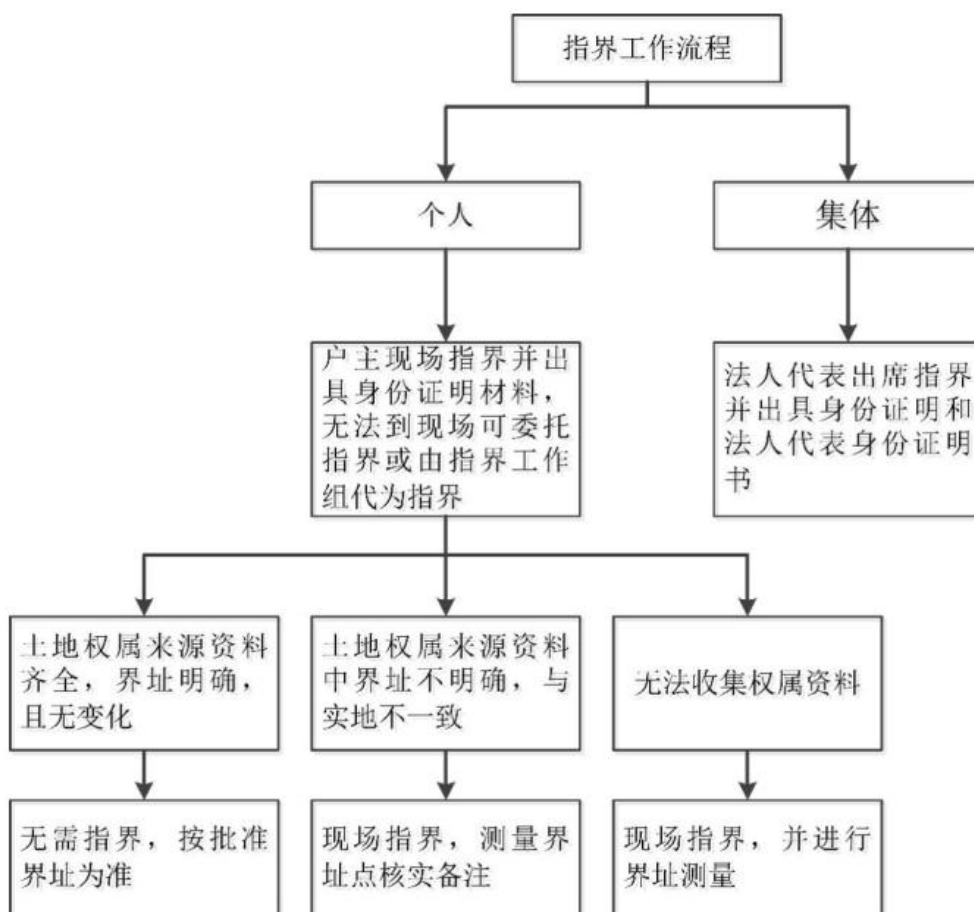 指界工作流程
个人
集体
户主现场指界并出
具身份证明材料，
无法到现场可委托
指界或由指界工作
组代为指界
法人代表出席指界
并出具身份证明和
法人代表身份证明
书
土地权属来源资料
齐全，界址明确，
且无变化
土地权属来源资料
中界址不明确，与
实地不一致
无法收集权属资料
无需指界，按批准
界址为准
现场指界，测量界
址点核实备注
现场指界，并进行
界址测量